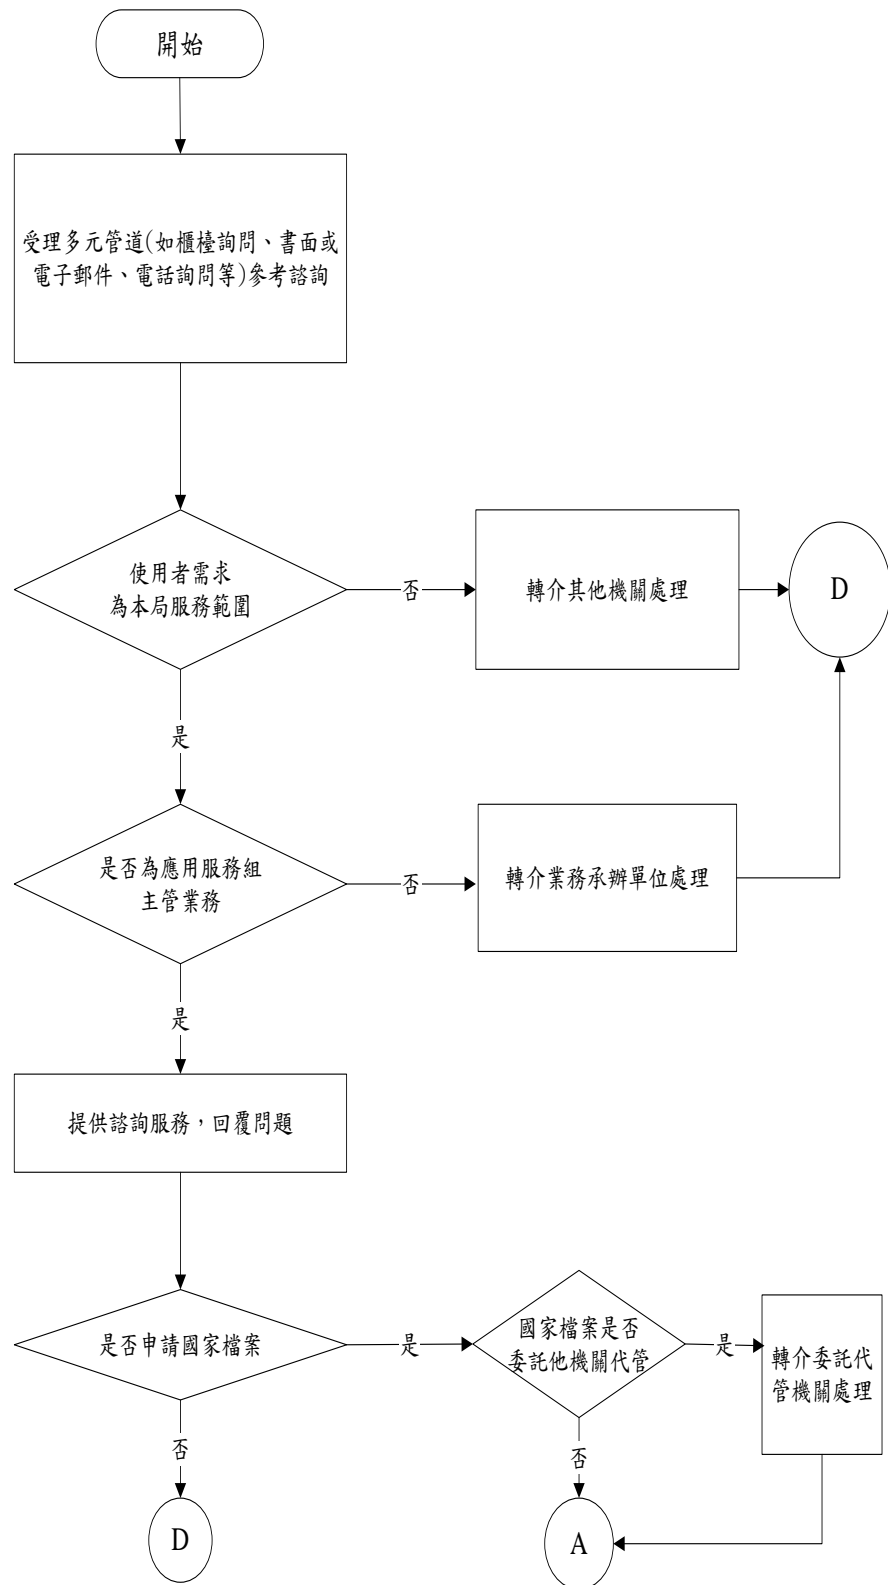 開始
受理多元管道(如櫃檯詢問、書面或
電子郵件、電話詢問等)參考諮詢
使用者需求
為本局服務範圍
否
轉介其他機關處理
D
是
是否為應用服務組
主管業務
否
轉介業務承辦單位處理
是
提供諮詢服務，回覆問題
是否申請國家檔案
是
國家檔案是否
委託他機關代管
是
轉介委託代
管機關處理
否
否
D
A